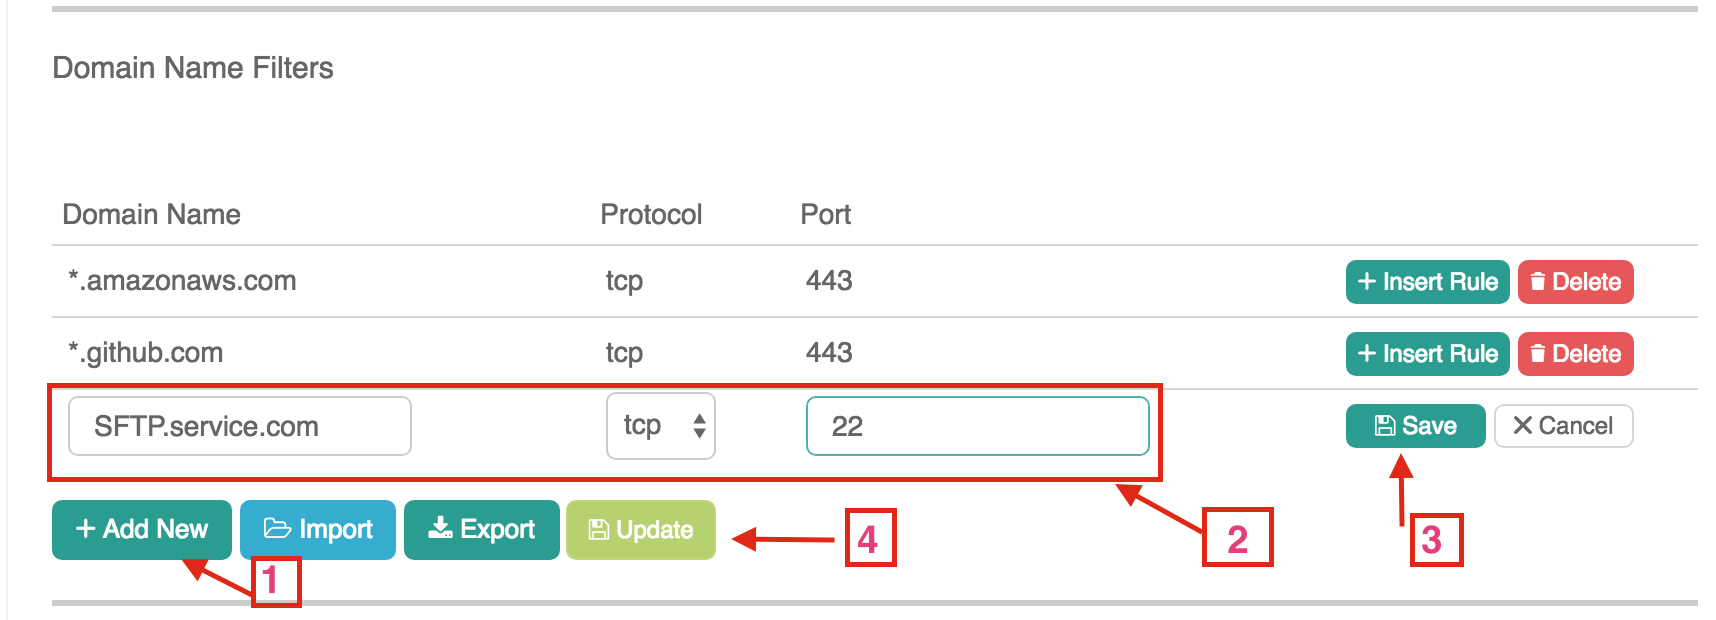 Domain Name Filters
Domain Name Protocol Port
*.amazonaws.com tcp 443 Insert Rule Delete
*.github.com tcp 443 Insert Rule Delete
SFTP.service.com tcp 22 Save Cancel
Add New Import Export Update
4 2 3
1